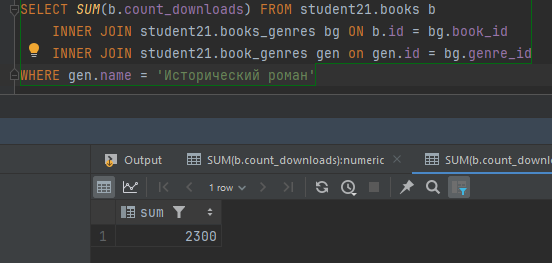 SELECT SUM(b.count_downloads) FROM student21.books b
INNER JOIN student21.books_genres bg ON b.id = bg.book_id
INNER JOIN student21.book_genres gen on gen.id = bg.genre_id
WHERE gen.name = 'Исторический роман'
Output SUM(b.count_downloads):numeric × SUM(b.count_downl
1 row
sum
1 2300